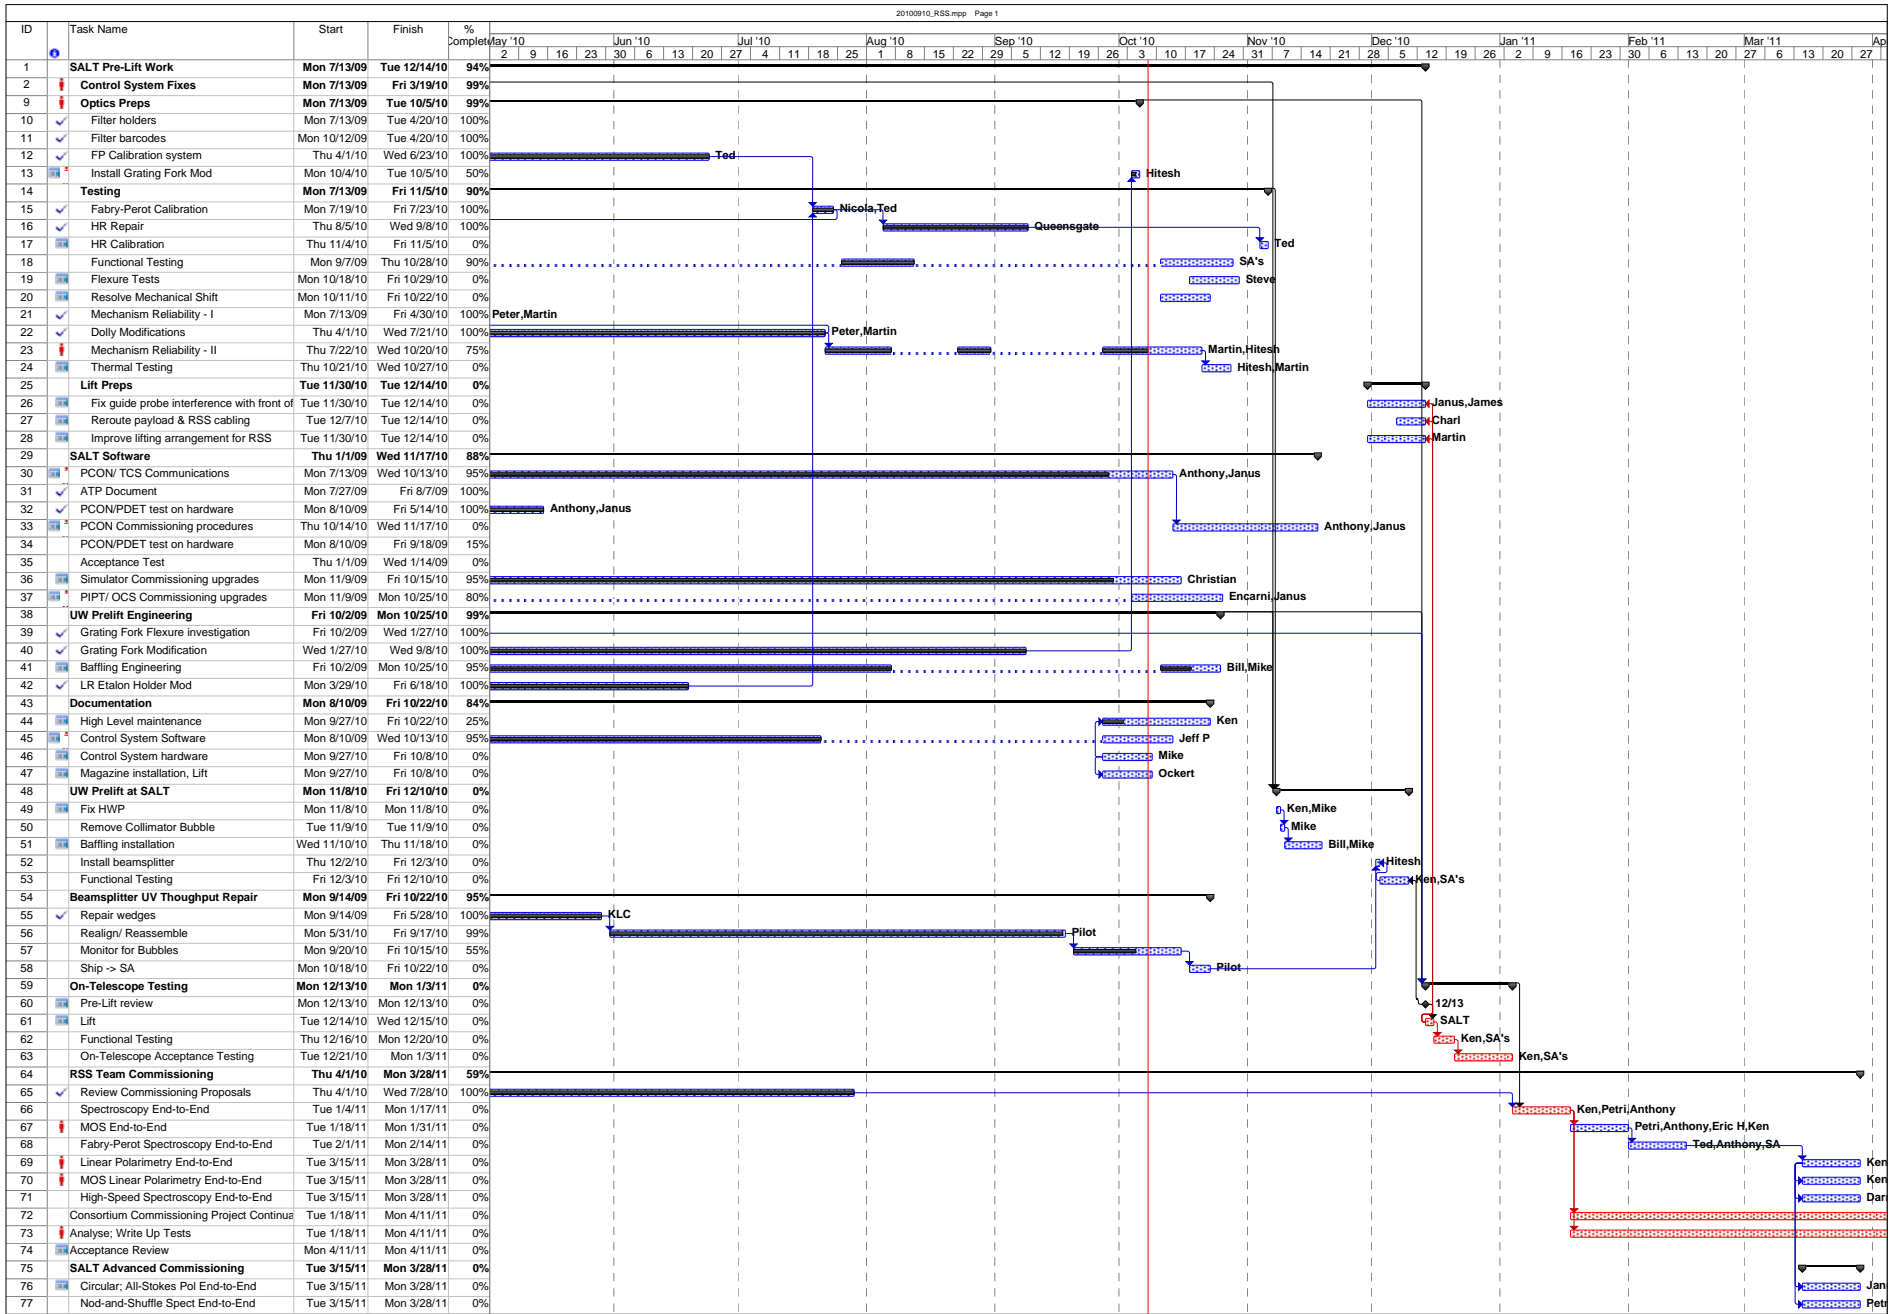 20100910_RSS.mpp   Page 1
ID Task Name Start Finish % Complete May '10 Jun '10 Jul '10 Aug '10 Sep '10 Oct '10 Nov '10 Dec '10 Jan '11 Feb '11 Mar '11 Ap
2 9 16 23 30 6 13 20 27 4 11 18 25 1 8 15 22 29 5 12 19 26 3 10 17 24 31 7 14 21 28 5 12 19 26 2 9 16 23 30 6 13 20 27 6 13 20 27
1 SALT Pre-Lift Work Mon 7/13/09 Tue 12/14/10 94%
2 Control System Fixes Mon 7/13/09 Fri 3/19/10 99%
9 Optics Preps Mon 7/13/09 Tue 10/5/10 99%
10 Filter holders Mon 7/13/09 Tue 4/20/10 100%
11 Filter barcodes Mon 10/12/09 Tue 4/20/10 100%
12 FP Calibration system Thu 4/1/10 Wed 6/23/10 100% Ted
13 Install Grating Fork Mod Mon 10/4/10 Tue 10/5/10 50% Hitesh
14 Testing Mon 7/13/09 Fri 11/5/10 90%
15 Fabry-Perot Calibration Mon 7/19/10 Fri 7/23/10 100% Nicola,Ted
16 HR Repair Thu 8/5/10 Wed 9/8/10 100% Queensgate
17 HR Calibration Thu 11/4/10 Fri 11/5/10 0% Ted
18 Functional Testing Mon 9/7/09 Thu 10/28/10 90% SA's
19 Flexure Tests Mon 10/18/10 Fri 10/29/10 0% Steve
20 Resolve Mechanical Shift Mon 10/11/10 Fri 10/22/10 0%
21 Mechanism Reliability - I Mon 7/13/09 Fri 4/30/10 100% Peter,Martin
22 Dolly Modifications Thu 4/1/10 Wed 7/21/10 100% Peter,Martin
23 Mechanism Reliability - II Thu 7/22/10 Wed 10/20/10 75% Martin,Hitesh
24 Thermal Testing Thu 10/21/10 Wed 10/27/10 0% Hitesh,Martin
25 Lift Preps Tue 11/30/10 Tue 12/14/10 0%
26 Fix guide probe interference with front of Tue 11/30/10 Tue 12/14/10 0% Janus,James
27 Reroute payload & RSS cabling Tue 12/7/10 Tue 12/14/10 0% Charl
28 Improve lifting arrangement for RSS Tue 11/30/10 Tue 12/14/10 0% Martin
29 SALT Software Thu 1/1/09 Wed 11/17/10 88%
30 PCON/ TCS Communications Mon 7/13/09 Wed 10/13/10 95% Anthony,Janus
31 ATP Document Mon 7/27/09 Fri 8/7/09 100%
32 PCON/PDET test on hardware Mon 8/10/09 Fri 5/14/10 100% Anthony,Janus
33 PCON Commissioning procedures Thu 10/14/10 Wed 11/17/10 0% Anthony,Janus
34 PCON/PDET test on hardware Mon 8/10/09 Fri 9/18/09 15%
35 Acceptance Test Thu 1/1/09 Wed 1/14/09 0%
36 Simulator Commissioning upgrades Mon 11/9/09 Fri 10/15/10 95% Christian
37 PIPT/ OCS Commissioning upgrades Mon 11/9/09 Mon 10/25/10 80% Encarni,Janus
38 UW Prelift Engineering Fri 10/2/09 Mon 10/25/10 99%
39 Grating Fork Flexure investigation Fri 10/2/09 Wed 1/27/10 100%
40 Grating Fork Modification Wed 1/27/10 Wed 9/8/10 100%
41 Baffling Engineering Fri 10/2/09 Mon 10/25/10 95% Bill,Mike
42 LR Etalon Holder Mod Mon 3/29/10 Fri 6/18/10 100%
43 Documentation Mon 8/10/09 Fri 10/22/10 84%
44 High Level maintenance Mon 9/27/10 Fri 10/22/10 25% Ken
45 Control System Software Mon 8/10/09 Wed 10/13/10 95% Jeff P
46 Control System hardware Mon 9/27/10 Fri 10/8/10 0% Mike
47 Magazine installation, Lift Mon 9/27/10 Fri 10/8/10 0% Ockert
48 UW Prelift at SALT Mon 11/8/10 Fri 12/10/10 0%
49 Fix HWP Mon 11/8/10 Mon 11/8/10 0% Ken,Mike
50 Remove Collimator Bubble Tue 11/9/10 Tue 11/9/10 0% Mike
51 Baffling installation Wed 11/10/10 Thu 11/18/10 0% Bill,Mike
52 Install beamsplitter Thu 12/2/10 Fri 12/3/10 0% Hitesh
53 Functional Testing Fri 12/3/10 Fri 12/10/10 0% Ken,SA's
54 Beamsplitter UV Thoughput Repair Mon 9/14/09 Fri 10/22/10 95%
55 Repair wedges Mon 9/14/09 Fri 5/28/10 100% KLC
56 Realign/ Reassemble Mon 5/31/10 Fri 9/17/10 99% Pilot
57 Monitor for Bubbles Mon 9/20/10 Fri 10/15/10 55%
58 Ship -> SA Mon 10/18/10 Fri 10/22/10 0% Pilot
59 On-Telescope Testing Mon 12/13/10 Mon 1/3/11 0%
60 Pre-Lift review Mon 12/13/10 Mon 12/13/10 0% 12/13
61 Lift Tue 12/14/10 Wed 12/15/10 0% SALT
62 Functional Testing Thu 12/16/10 Mon 12/20/10 0% Ken,SA's
63 On-Telescope Acceptance Testing Tue 12/21/10 Mon 1/3/11 0% Ken,SA's
64 RSS Team Commissioning Thu 4/1/10 Mon 3/28/11 59%
65 Review Commissioning Proposals Thu 4/1/10 Wed 7/28/10 100%
66 Spectroscopy End-to-End Tue 1/4/11 Mon 1/17/11 0% Ken,Petri,Anthony
67 MOS End-to-End Tue 1/18/11 Mon 1/31/11 0% Petri,Anthony,Eric H,Ken
68 Fabry-Perot Spectroscopy End-to-End Tue 2/1/11 Mon 2/14/11 0% Ted,Anthony,SA
69 Linear Polarimetry End-to-End Tue 3/15/11 Mon 3/28/11 0% Ken
70 MOS Linear Polarimetry End-to-End Tue 3/15/11 Mon 3/28/11 0% Ken
71 High-Speed Spectroscopy End-to-End Tue 3/15/11 Mon 3/28/11 0% Dar
72 Consortium Commissioning Project Continua Tue 1/18/11 Mon 4/11/11 0%
73 Analyse; Write Up Tests Tue 1/18/11 Mon 4/11/11 0%
74 Acceptance Review Mon 4/11/11 Mon 4/11/11 0%
75 SALT Advanced Commissioning Tue 3/15/11 Mon 3/28/11 0%
76 Circular; All-Stokes Pol End-to-End Tue 3/15/11 Mon 3/28/11 0% Jan
77 Nod-and-Shuffle Spect End-to-End Tue 3/15/11 Mon 3/28/11 0% Petr